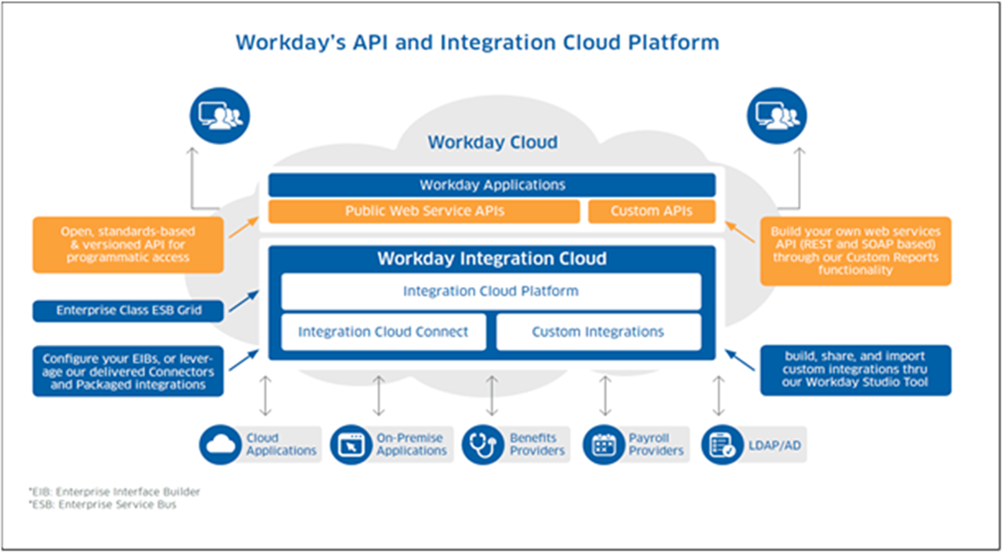 Workday's API and Integration Cloud Platform
Workday Cloud
Workday Applications
Public Web Service APIs
Custom APIs
Open, standards-based
& versioned API for
programmatic access
Build your own web services
API (REST and SOAP based)
through our Custom Reports
functionality
Workday Integration Cloud
Integration Cloud Platform
Enterprise Class ESB Grid
Integration Cloud Connect
Custom Integrations
Configure your EIBs, or lever-
age our delivered Connectors
and Packaged integrations
build, share, and import
custom integrations thru
our Workday Studio Tool
Cloud
Applications
On-Premise
Applications
Benefits
Providers
Payroll
Providers
LDAP/AD
*EIB: Enterprise Interface Builder
*ESB: Enterprise Service Bus